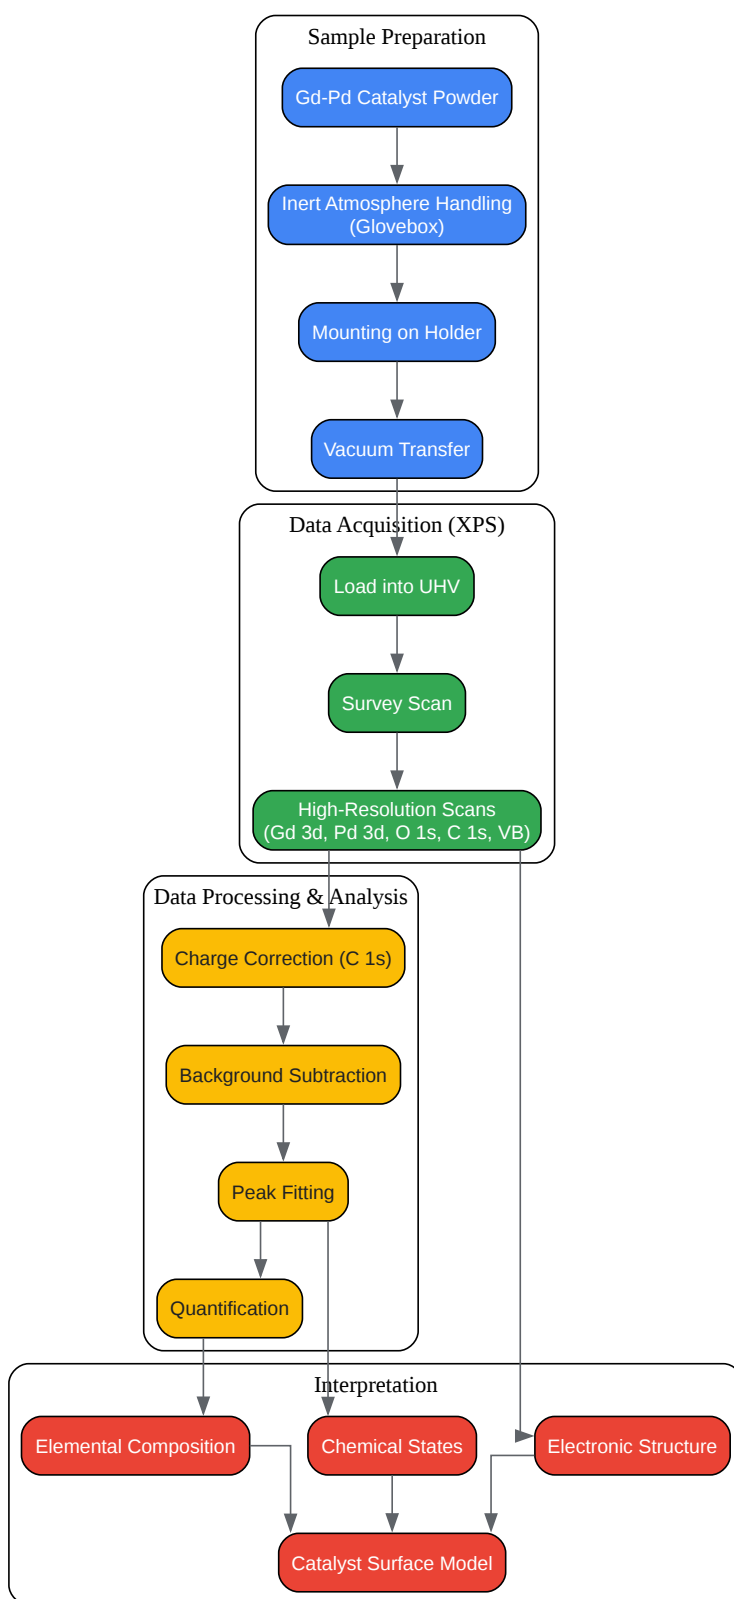 Sample Preparation
Gd-Pd Catalyst Powder
Inert Atmosphere Handling
(Glovebox)
Mounting on Holder
Vacuum Transfer
Data Acquisition (XPS)
Load into UHV
Survey Scan
High-Resolution Scans
(Gd 3d, Pd 3d, O 1s, C 1s, VB)
Data Processing & Analysis
Charge Correction (C 1s)
Background Subtraction
Peak Fitting
Quantification
Interpretation
Elemental Composition
Chemical States
Electronic Structure
Catalyst Surface Model